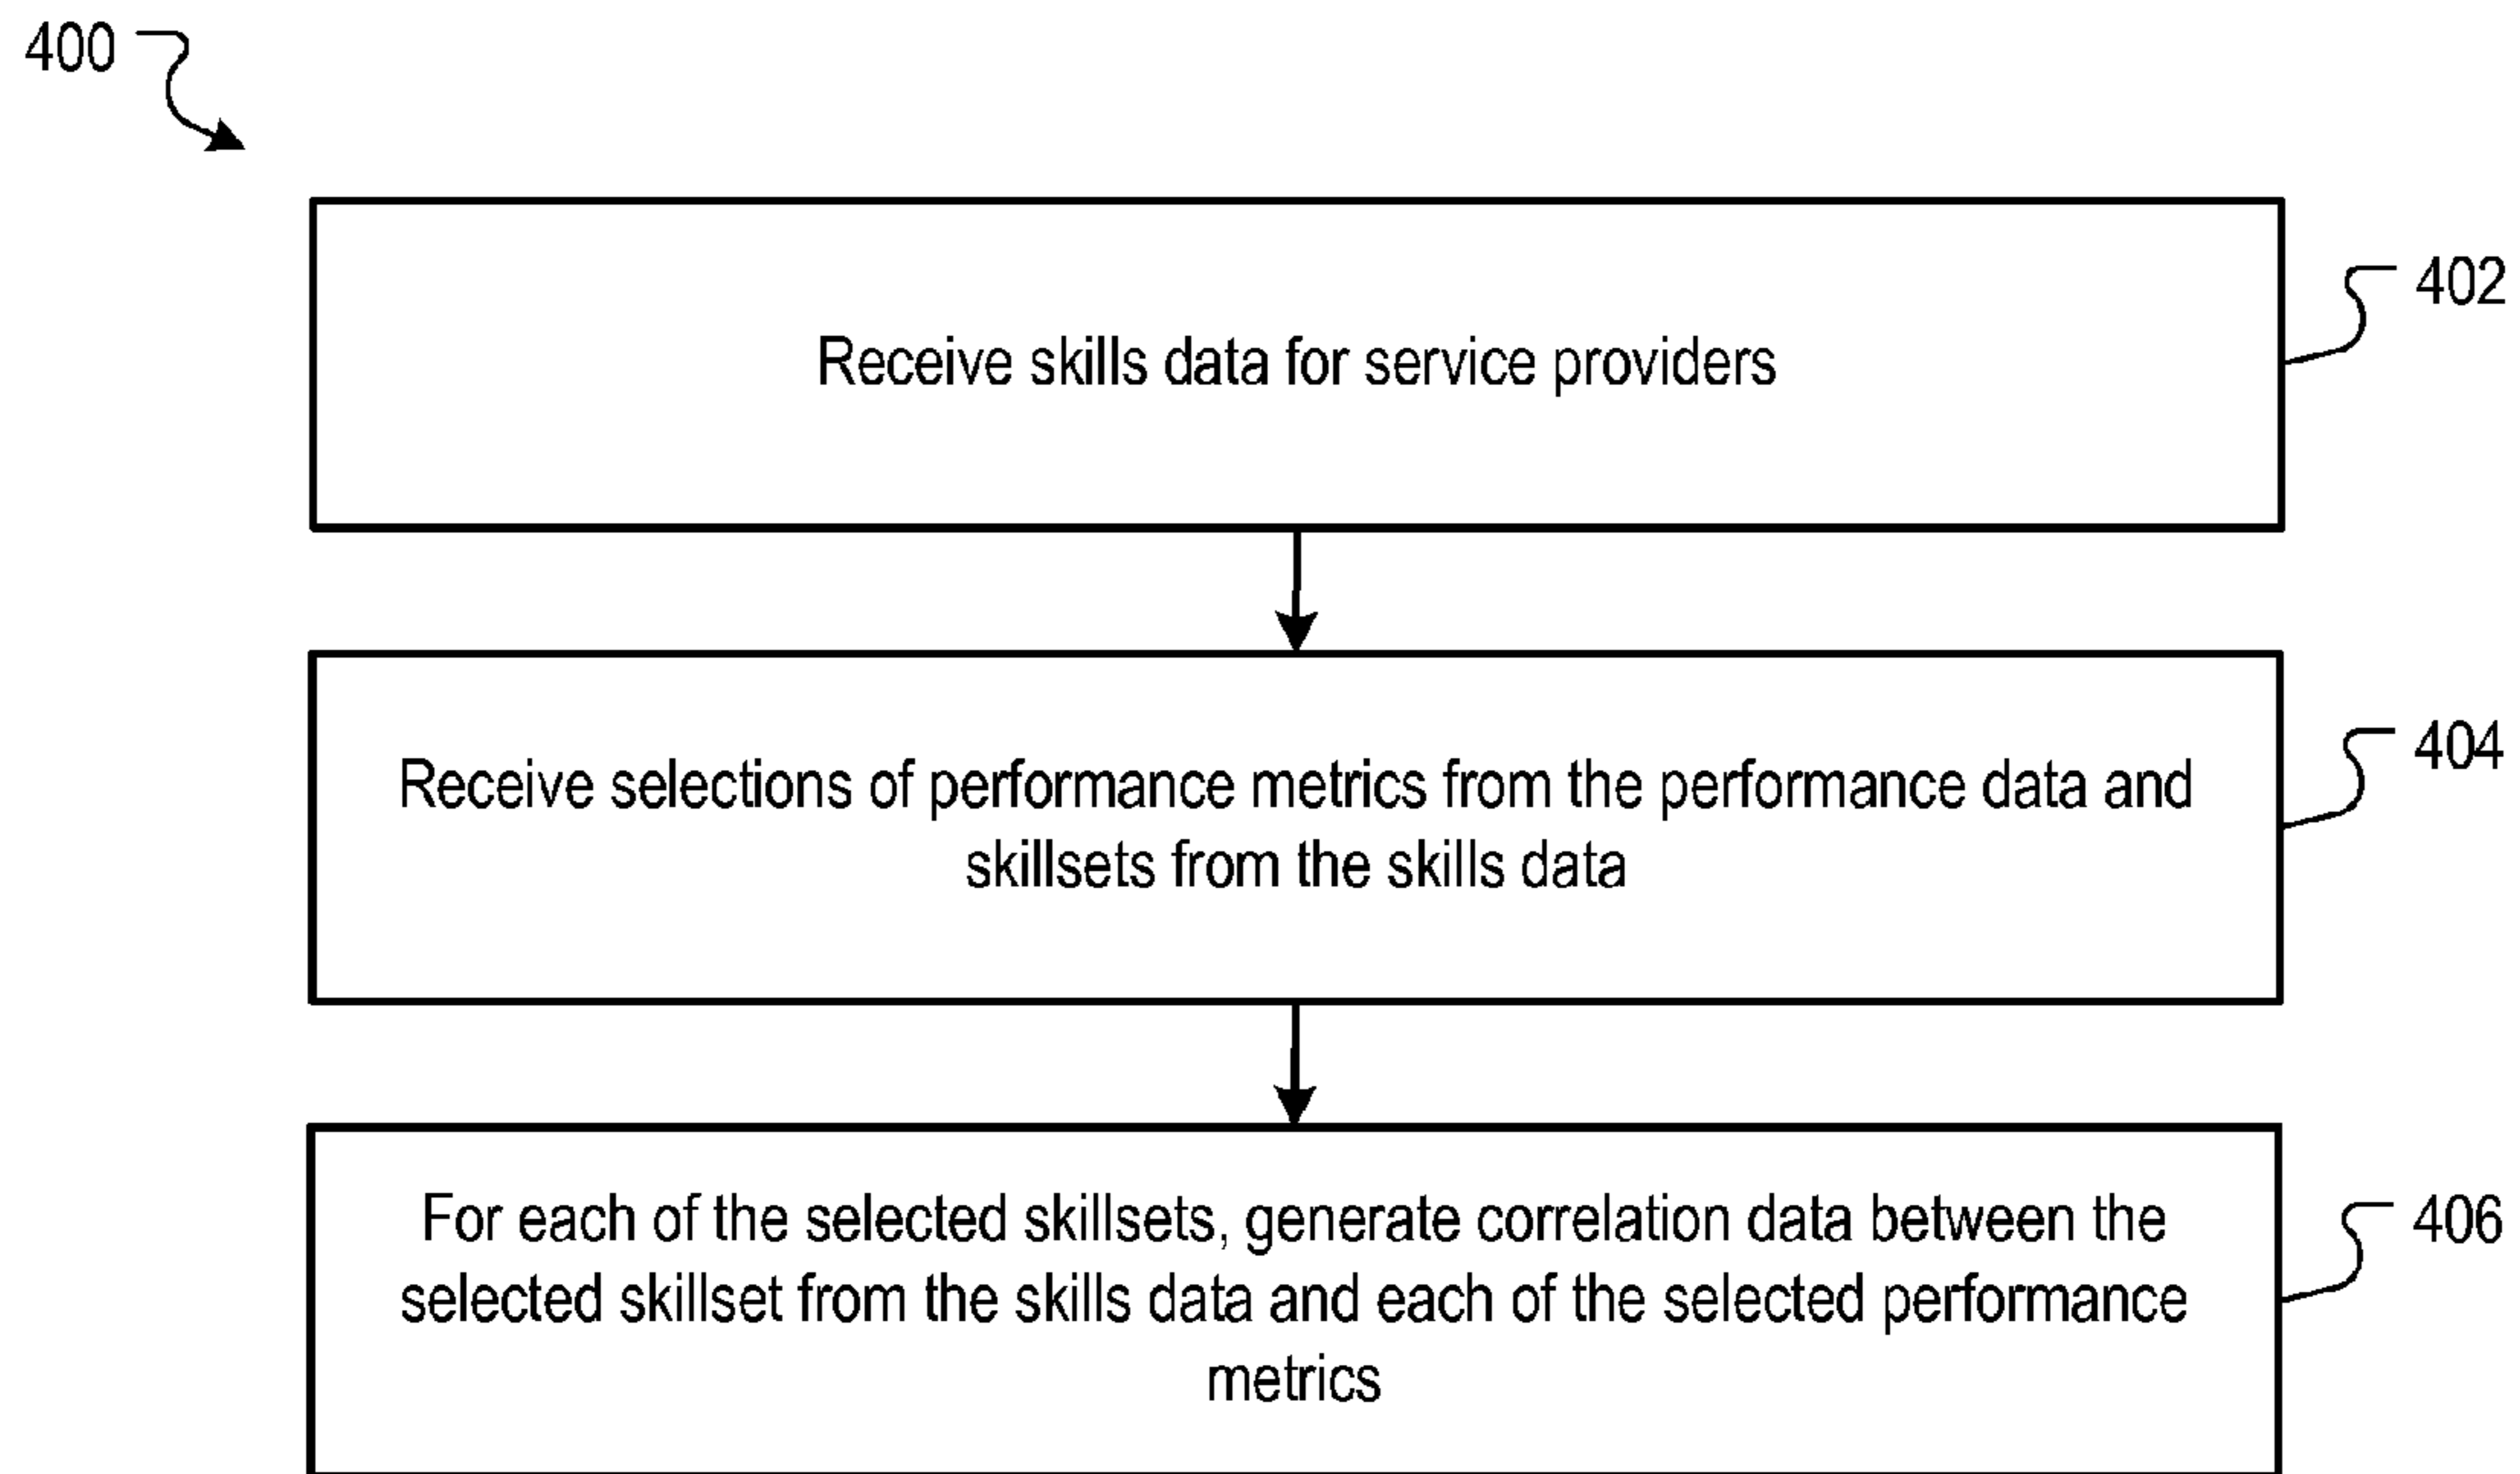 400
402
Receive skills data for service providers
404
Receive selections of performance metrics from the performance data and
skillsets from the skills data
406
For each of the selected skillsets, generate correlation data between the
selected skillset from the skills data and each of the selected performance
metrics